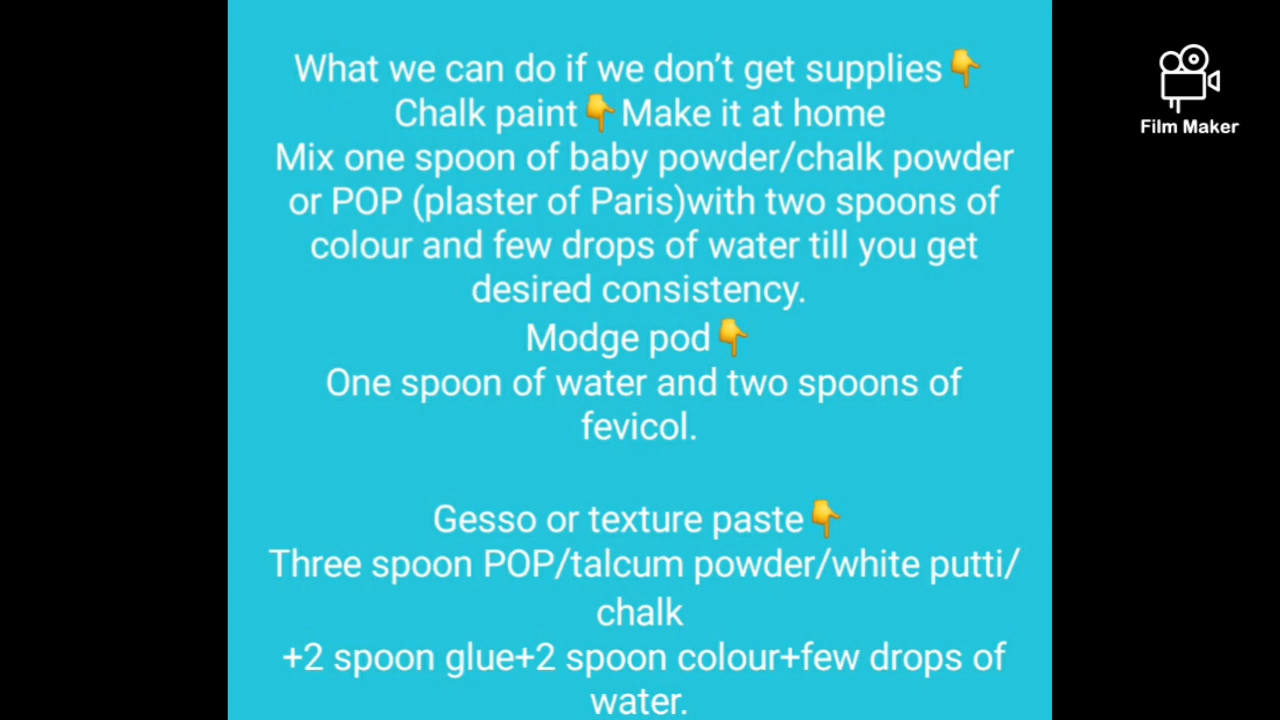 What we can do if we don’t get supplies👇
Chalk paint👇Make it at home
Mix one spoon of baby powder/chalk powder
or POP (plaster of Paris)with two spoons of
colour and few drops of water till you get
desired consistency.
Modge pod👇
One spoon of water and two spoons of
fevicol.
Gesso or texture paste👇
Three spoon POP/talcum powder/white putti/
chalk
+2 spoon glue+2 spoon colour+few drops of
water.
Film Maker